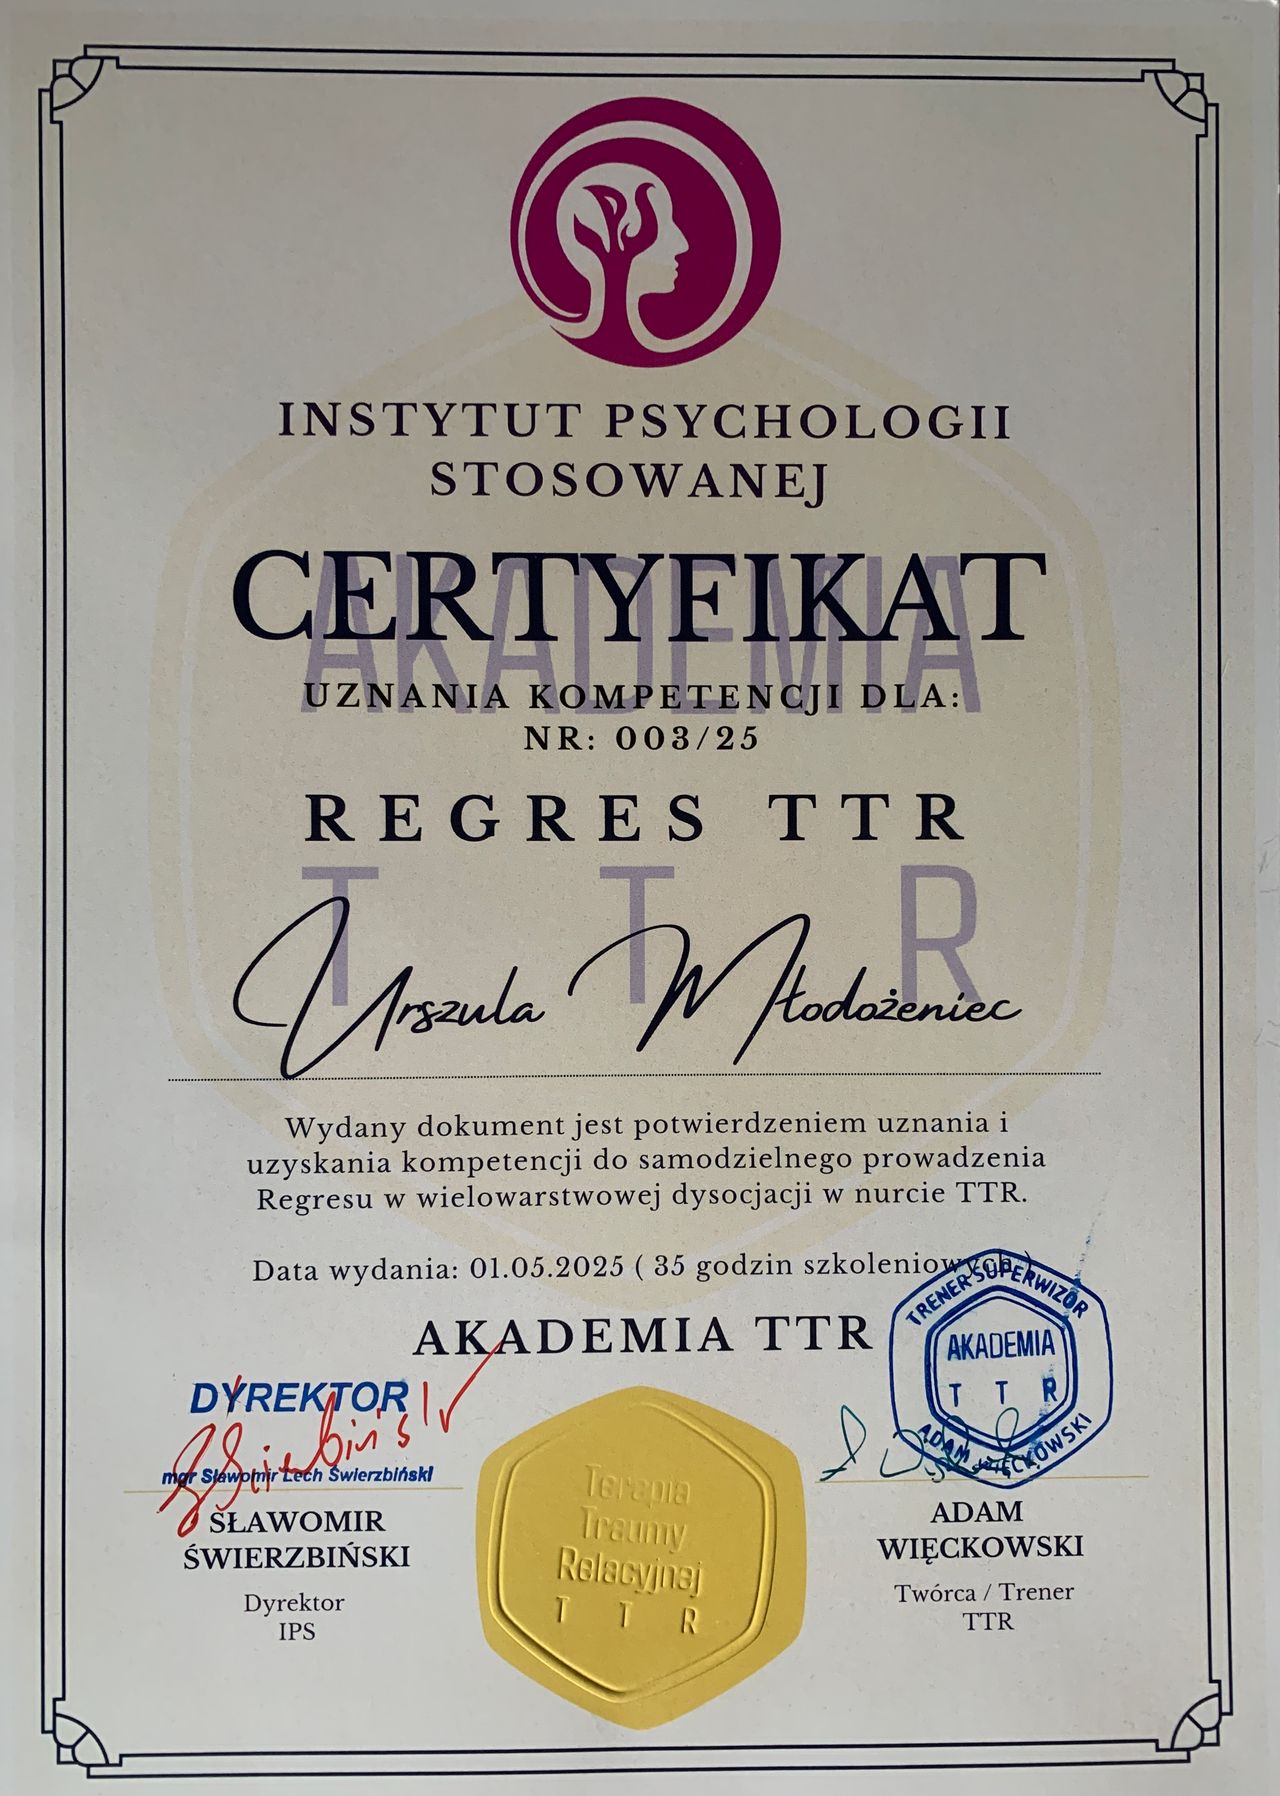 INSTYTUT PSYCHOLOGII
STOSOWANEJ
AKADEMIA
CERTYFIKAT
UZNANIA KOMPETENCJI DLA:
NR: 003/25
REGRES TTR
T T R
Urszula Młodożeniec
Wydany dokument jest potwierdzeniem uznania i
uzyskania kompetencji do samodzielnego prowadzenia
Regresu w wielowarstwowej dysocjacji w nurcie TTR.
Data wydania: 01.05.2025 ( 35 godzin szkoleniowych )
AKADEMIA TTR
DYREKTOR
mgr Sławomir Lech Świerzbiński
SŁAWOMIR
ŚWIERZBIŃSKI
Dyrektor
IPS
Terapia
Traumy
Relacyjnej
T T R
TRENER SUPERWIZOR
AKADEMIA
T T R
ADAM WIĘCKOWSKI
ADAM
WIĘCKOWSKI
Twórca / Trener
TTR